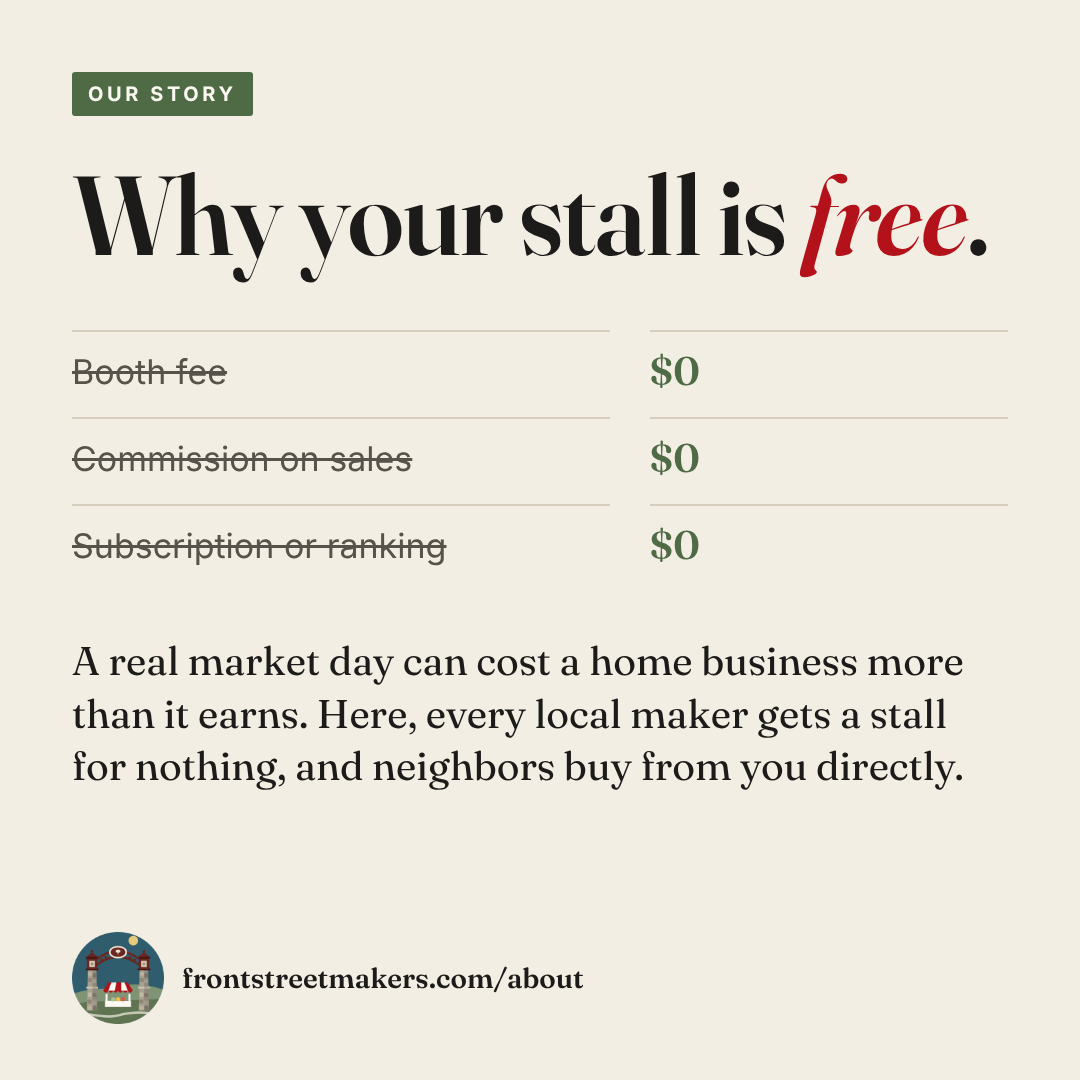 OUR STORY
Why your stall is free.
Booth fee $0
Commission on sales $0
Subscription or ranking $0
A real market day can cost a home business more
than it earns. Here, every local maker gets a stall
for nothing, and neighbors buy from you directly.
frontstreetmakers.com/about